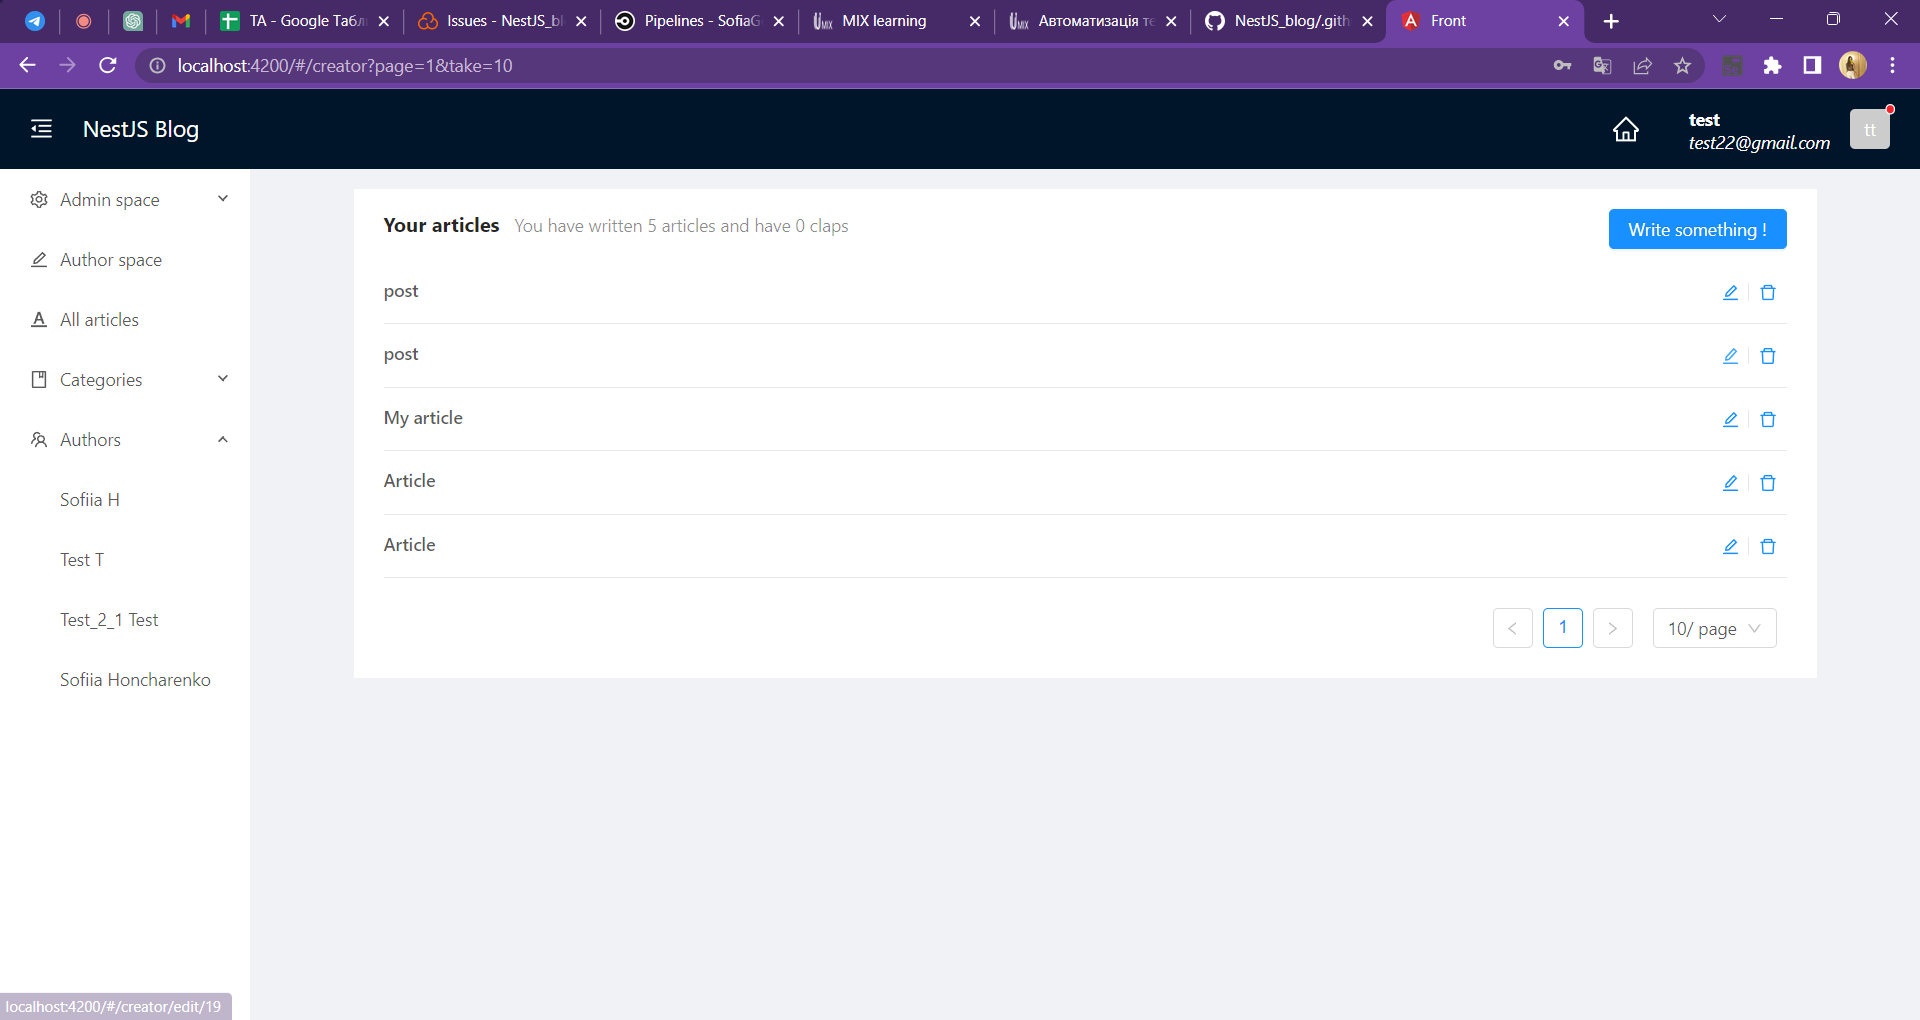 TA - Google Табл
Issues - NestJS_bl
Pipelines - SofiaG
MIX learning
Автоматизація те
NestJS_blog/.gith
Front
localhost:4200/#/creator?page=1&take=10
NestJS Blog
test
test22@gmail.com
tt
Admin space
Author space
All articles
Categories
Authors
Sofiia H
Test T
Test_2_1 Test
Sofiia Honcharenko
Your articles You have written 5 articles and have 0 claps
Write something !
post
post
My article
Article
Article
1
10/ page
localhost:4200/#/creator/edit/19